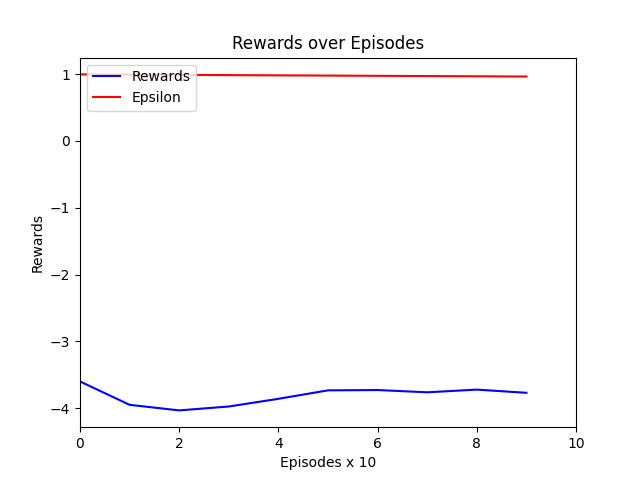 Rewards over Episodes
Rewards
Epsilon
1
0
−1
−2
−3
−4
Rewards
0 2 4 6 8 10
Episodes x 10